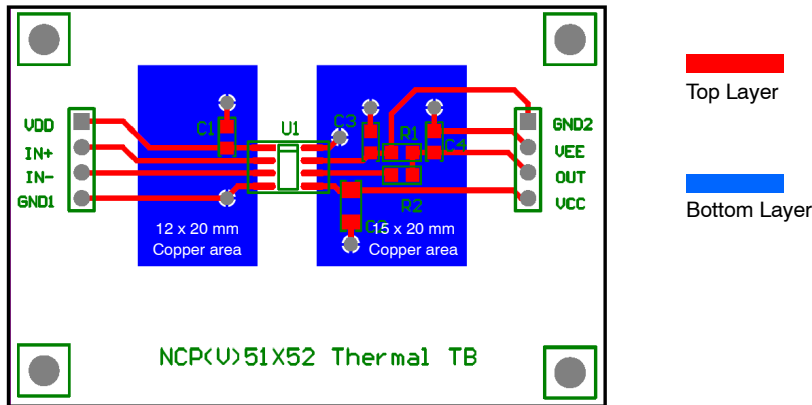 VDD
IN+
IN-
GND1
C1
U1
C3
R1
C4
R2
C2
GND2
VEE
OUT
VCC
12 x 20 mm
Copper area
15 x 20 mm
Copper area
NCP(V)51X52 Thermal TB
Top Layer
Bottom Layer